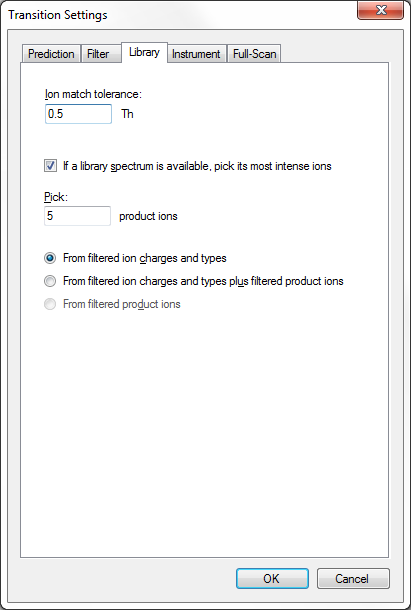 Transition Settings
Prediction Filter Library Instrument Full-Scan
Ion match tolerance:
0.5 Th
If a library spectrum is available, pick its most intense ions
Pick:
5 product ions
From filtered ion charges and types
From filtered ion charges and types plus filtered product ions
From filtered product ions
OK Cancel